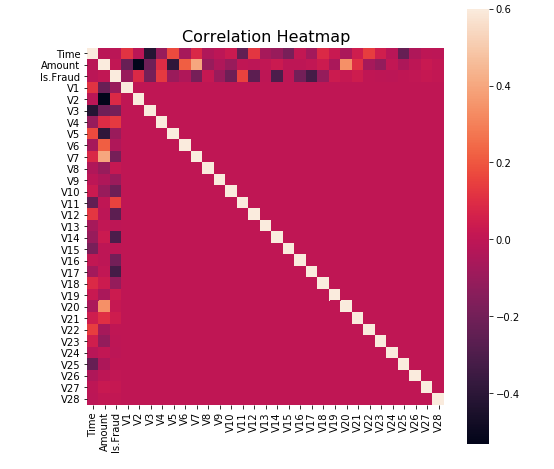 Correlation Heatmap
Time
Amount
Is.Fraud
V1
V2
V3
V4
V5
V6
V7
V8
V9
V10
V11
V12
V13
V14
V15
V16
V17
V18
V19
V20
V21
V22
V23
V24
V25
V26
V27
V28
Time
Amount
Is.Fraud
V1
V2
V3
V4
V5
V6
V7
V8
V9
V10
V11
V12
V13
V14
V15
V16
V17
V18
V19
V20
V21
V22
V23
V24
V25
V26
V27
V28
0.6
0.4
0.2
0.0
−0.2
−0.4